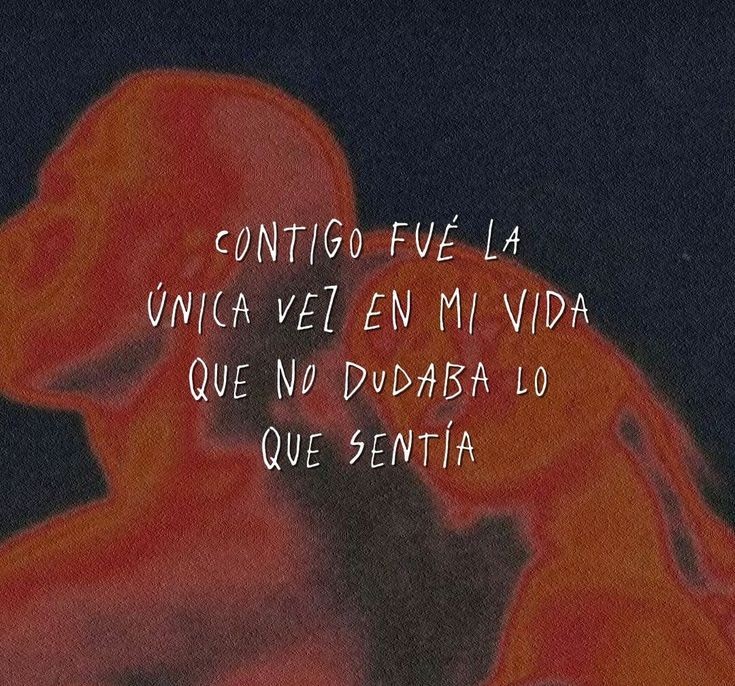 CONTIGO FUÉ LA
ÚNICA VEZ EN MI VIDA
QUE NO DUDABA LO
QUE SENTÍA